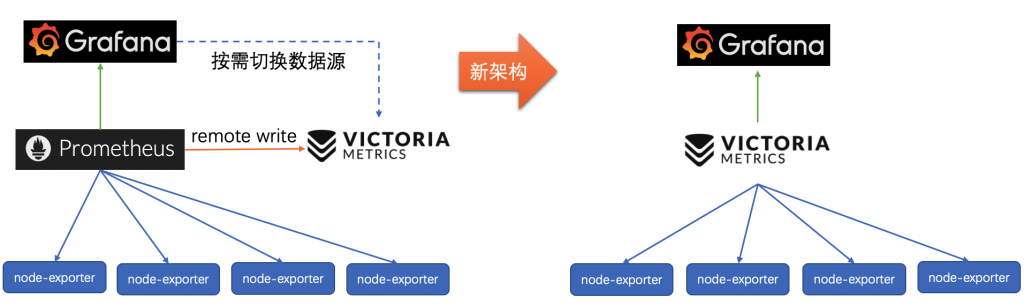 Grafana
按需切换数据源
新架构
Grafana
Prometheus
remote write
VICTORIA
METRICS
VICTORIA
METRICS
node-exporter
node-exporter
node-exporter
node-exporter
node-exporter
node-exporter
node-exporter
node-exporter